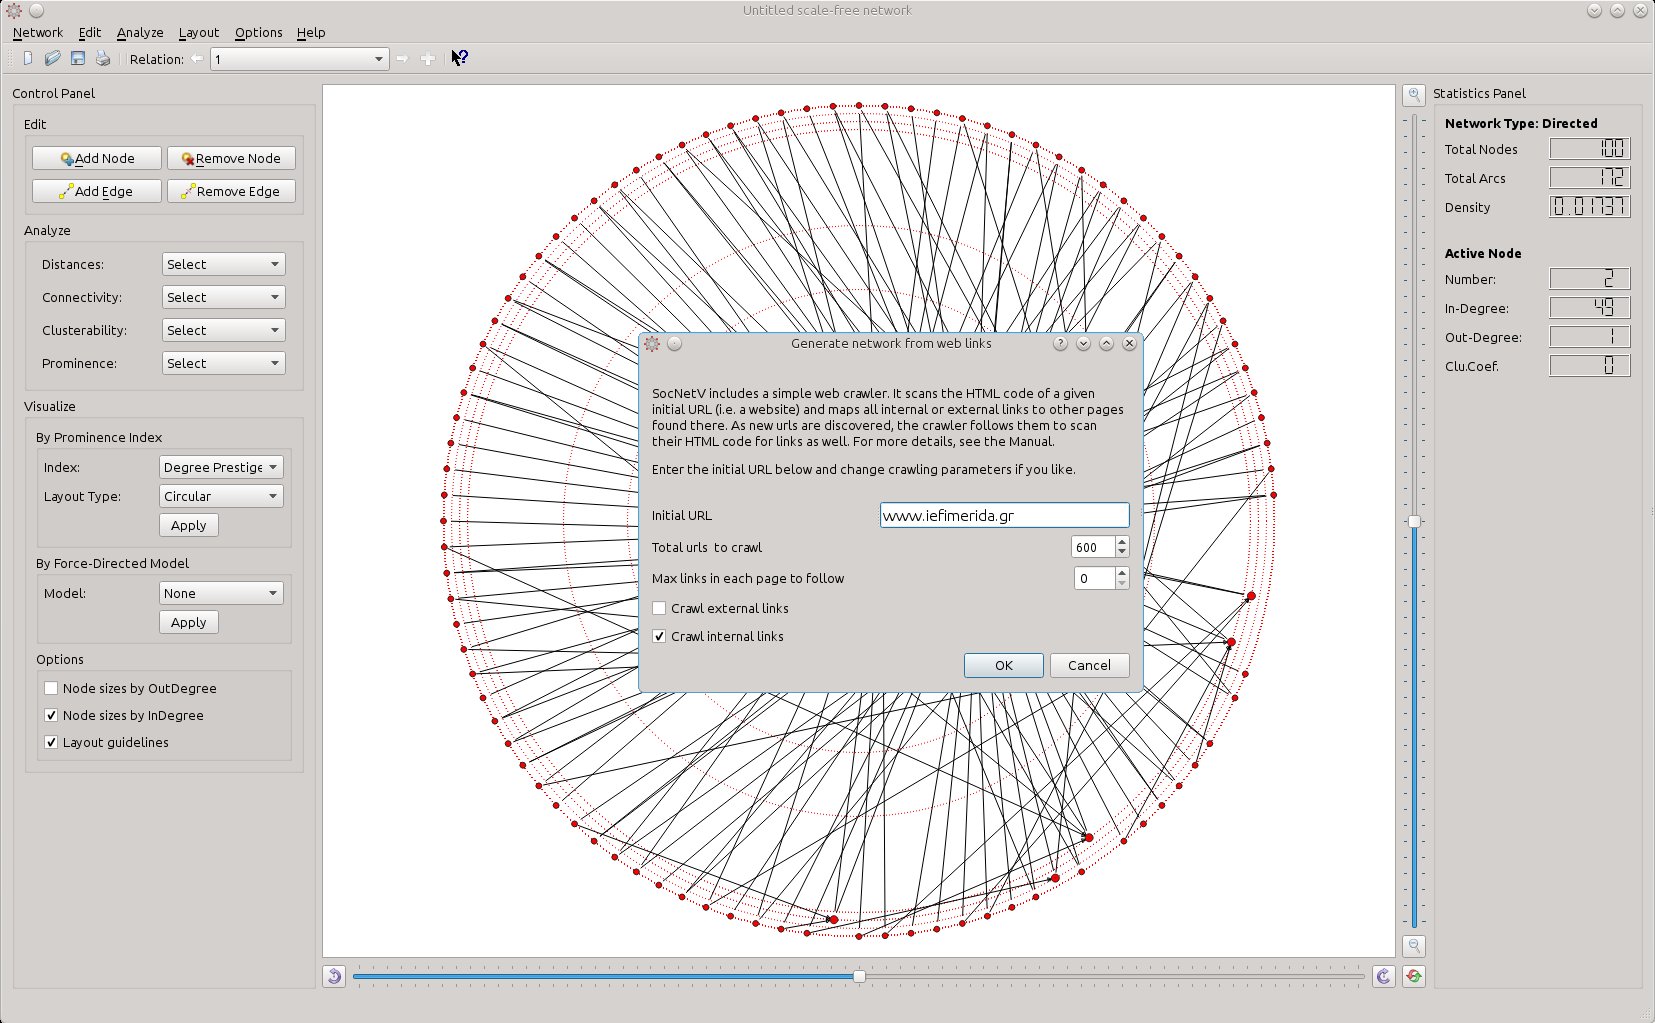 Untitled scale-free network
Network Edit Analyze Layout Options Help
Relation: 1
Control Panel
Edit
Add Node Remove Node
Add Edge Remove Edge
Analyze
Distances: Select
Connectivity: Select
Clusterability: Select
Prominence: Select
Visualize
By Prominence Index
Index: Degree Prestige
Layout Type: Circular
Apply
By Force-Directed Model
Model: None
Apply
Options
Node sizes by OutDegree
Node sizes by InDegree
Layout guidelines
Generate network from web links
SocNetV includes a simple web crawler. It scans the HTML code of a given
initial URL (i.e. a website) and maps all internal or external links to other pages
found there. As new urls are discovered, the crawler follows them to scan
their HTML code for links as well. For more details, see the Manual.
Enter the initial URL below and change crawling parameters if you like.
Initial URL www.iefimerida.gr
Total urls to crawl 600
Max links in each page to follow 0
Crawl external links
Crawl internal links
OK Cancel
Statistics Panel
Network Type: Directed
Total Nodes 100
Total Arcs 172
Density 0.01737
Active Node
Number: 2
In-Degree: 49
Out-Degree: 1
Clu.Coef. 0